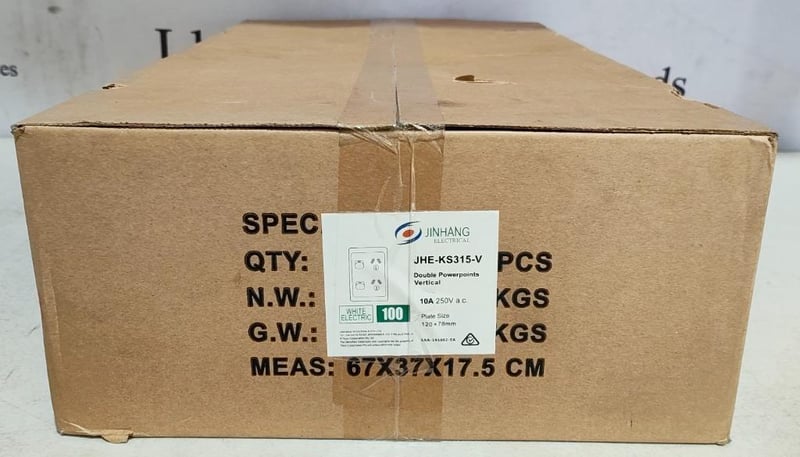 SPEC
QTY: PCS
N.W.: KGS
G.W.: KGS
MEAS: 67X37X17.5 CM
JINHANG
ELECTRICAL
JHE-KS315-V
Double Powerpoints
Vertical
10A 250V a.c.
WHITE
ELECTRIC
100
Plate Size
120 * 76mm